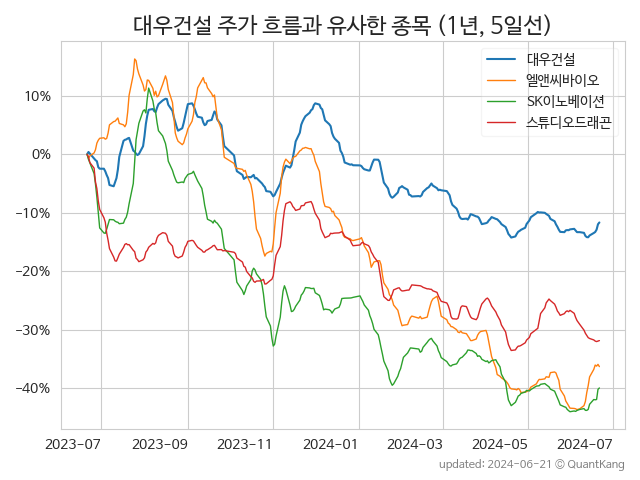 대우건설 주가 흐름과 유사한 종목 (1년, 5일선)
대우건설
엘앤씨바이오
SK이노베이션
스튜디오드래곤
10%
0%
−10%
−20%
−30%
−40%
2023-07
2023-09
2023-11
2024-01
2024-03
2024-05
2024-07
updated: 2024-06-21 © QuantKang